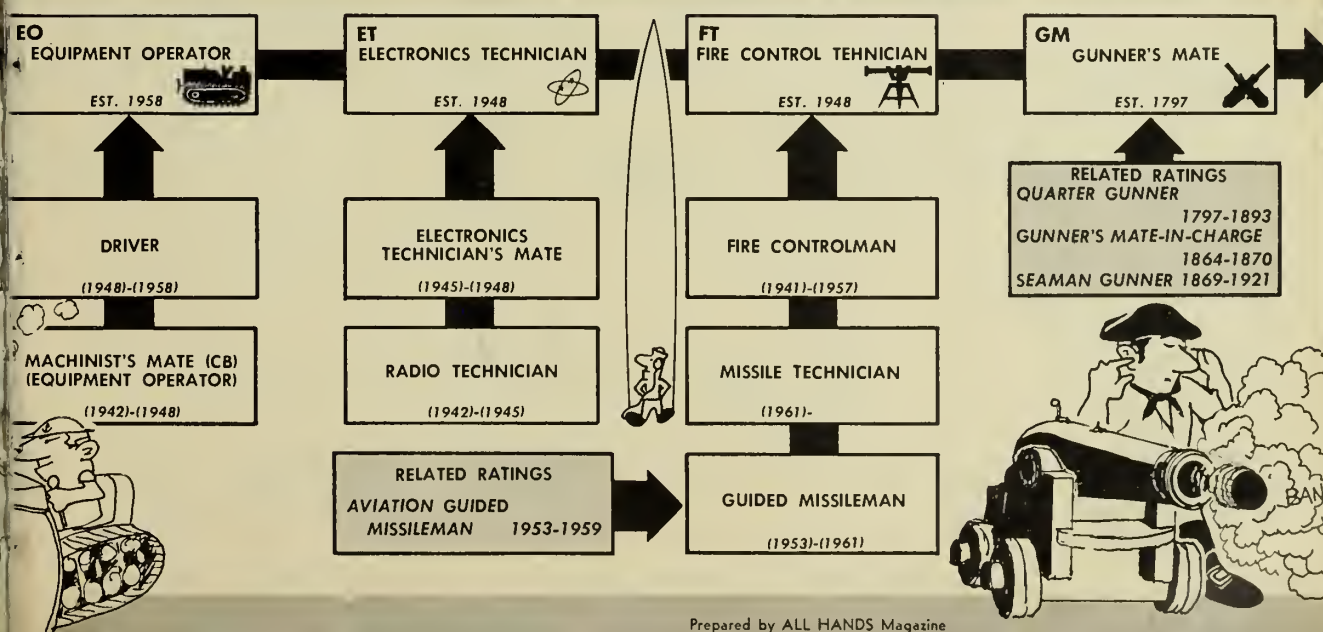 EO
EQUIPMENT OPERATOR
EST. 1958
DRIVER
(1948)-(1958)
MACHINIST'S MATE (CB)
(EQUIPMENT OPERATOR)
(1942)-(1948)
ET
ELECTRONICS TECHNICIAN
EST. 1948
ELECTRONICS
TECHNICIAN'S MATE
(1945)-(1948)
RADIO TECHNICIAN
(1942)-(1945)
RELATED RATINGS
AVIATION GUIDED
MISSILEMAN 1953-1959
FT
FIRE CONTROL TEHNICIAN
EST. 1948
FIRE CONTROLMAN
(1941)-(1957)
MISSILE TECHNICIAN
(1961)-
GUIDED MISSILEMAN
(1953)-(1961)
GM
GUNNER'S MATE
EST. 1797
RELATED RATINGS
QUARTER GUNNER
1797-1893
GUNNER'S MATE-IN-CHARGE
1864-1870
SEAMAN GUNNER 1869-1921
BAN
Prepared by ALL HANDS Magazine